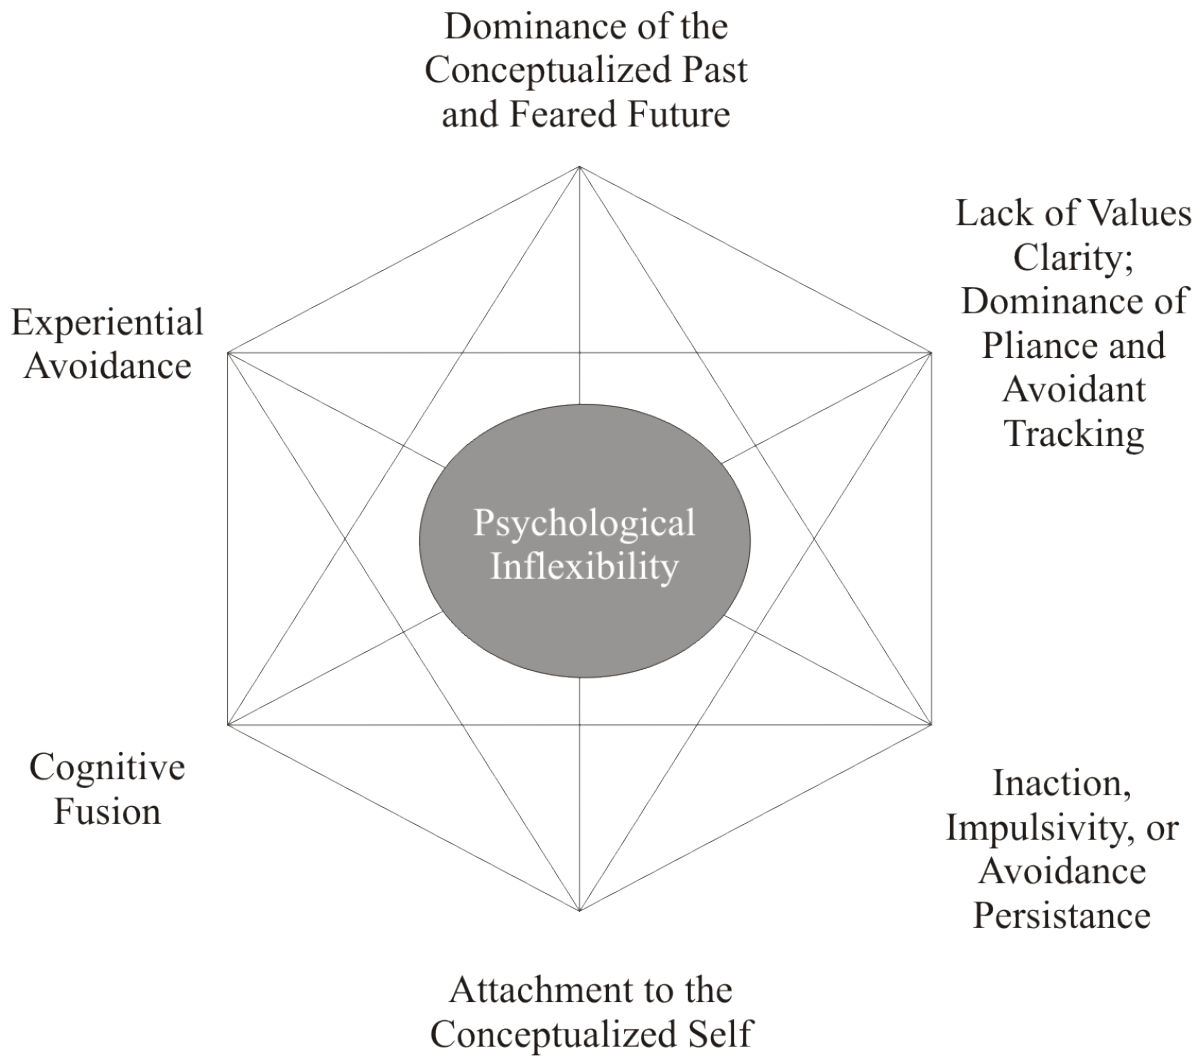 Dominance of the
Conceptualized Past
and Feared Future
Lack of Values
Clarity;
Dominance of
Pliance and
Avoidant
Tracking
Experiential
Avoidance
Psychological
Inflexibility
Cognitive
Fusion
Inaction,
Impulsivity, or
Avoidance
Persistance
Attachment to the
Conceptualized Self